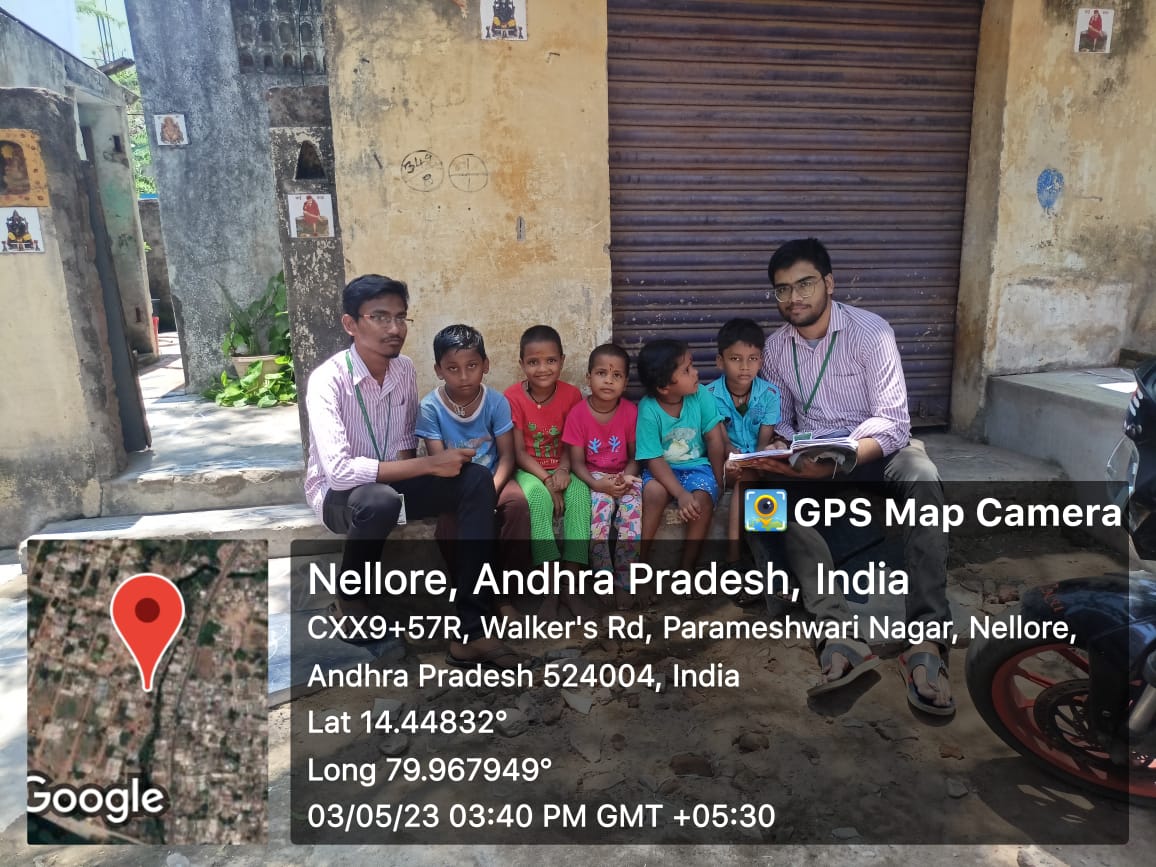 GPS Map Camera
Nellore, Andhra Pradesh, India
CXX9+57R, Walker's Rd, Parameshwari Nagar, Nellore,
Andhra Pradesh 524004, India
Lat 14.44832°
Long 79.967949°
03/05/23 03:40 PM GMT +05:30
Google